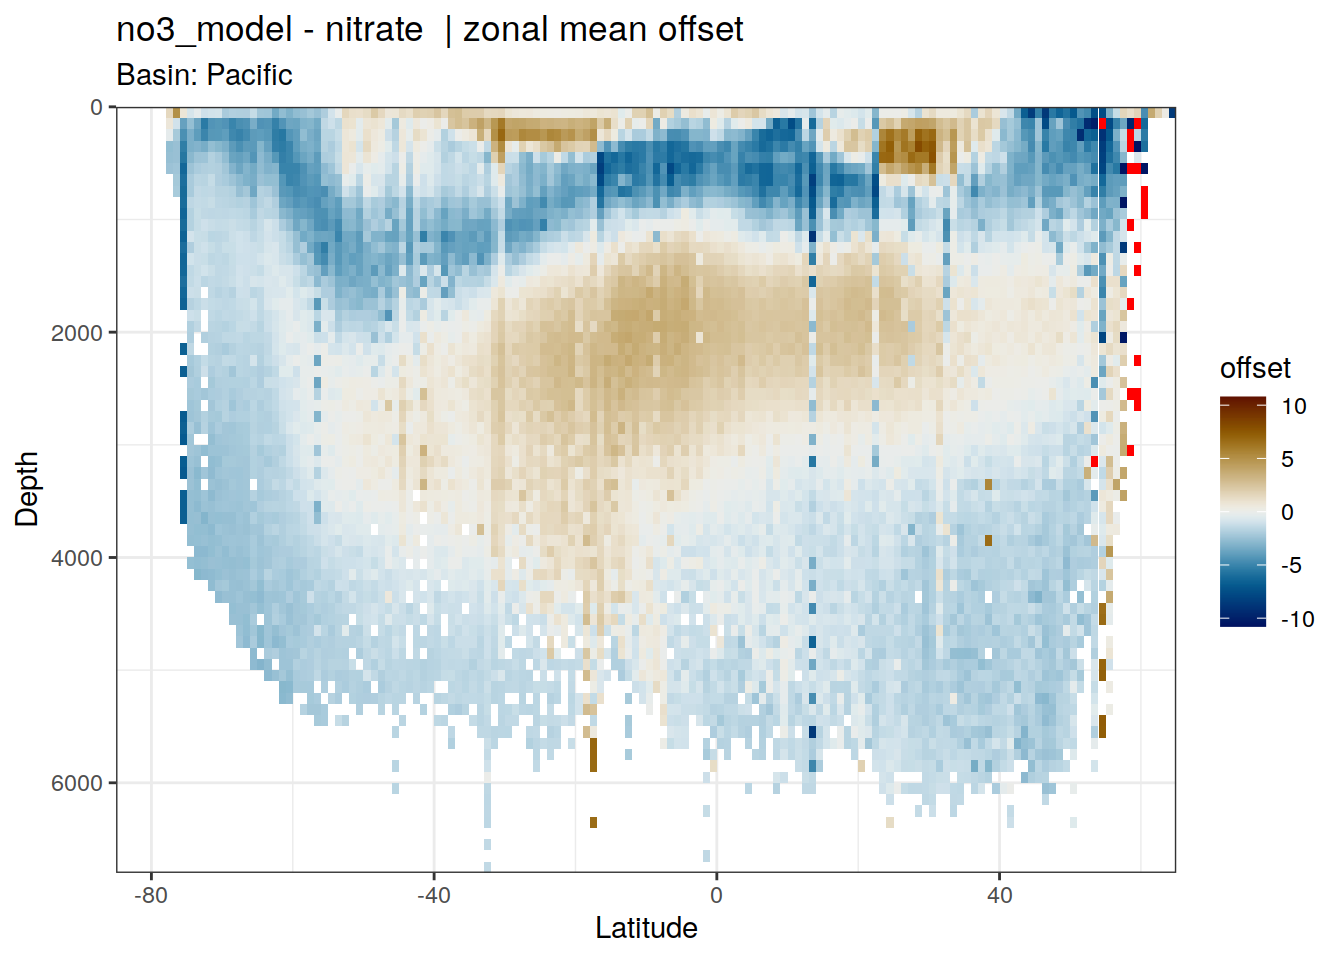 no3_model - nitrate  | zonal mean offset
Basin: Pacific
0
2000
4000
6000
Depth
-80
-40
0
40
Latitude
offset
10
5
0
-5
-10